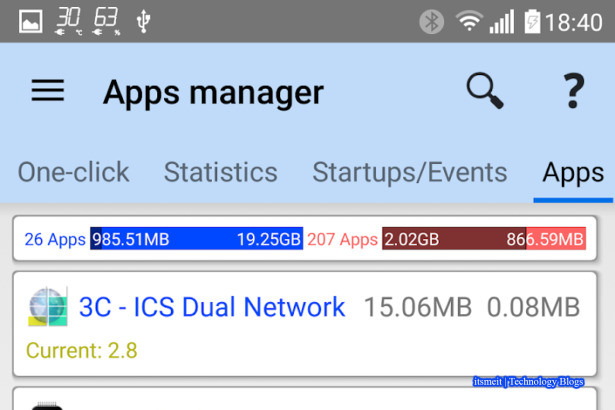 30 °C 63 % 18:40
Apps manager ?
One-click Statistics Startups/Events Apps
26 Apps 985.51MB 19.25GB 207 Apps 2.02GB 866.59MB
3C - ICS Dual Network 15.06MB 0.08MB
Current: 2.8
itsmeit | Technology Blogs